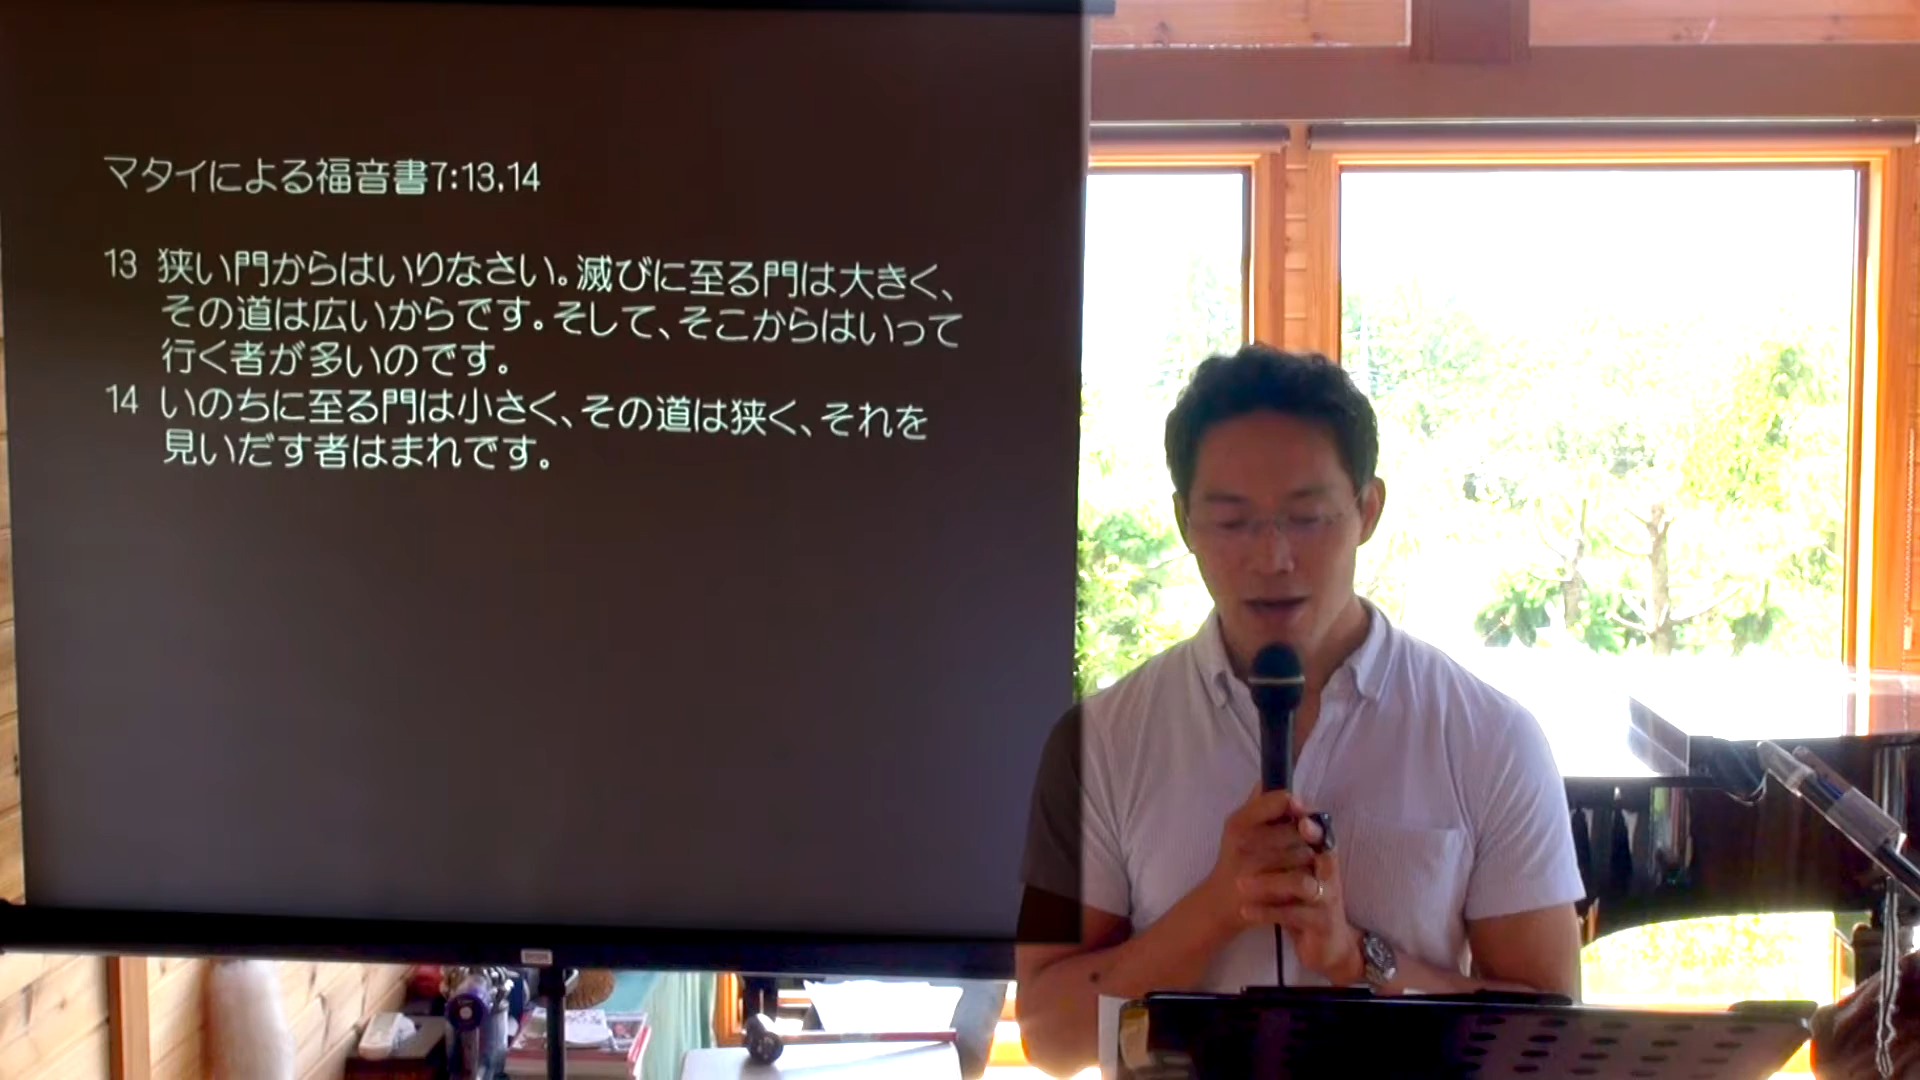 マタイによる福音書7:13,14
13 狭い門からはいりなさい。滅びに至る門は大きく、
その道は広いからです。そして、そこからはいって
行く者が多いのです。
14 いのちに至る門は小さく、その道は狭く、それを
見いだす者はまれです。